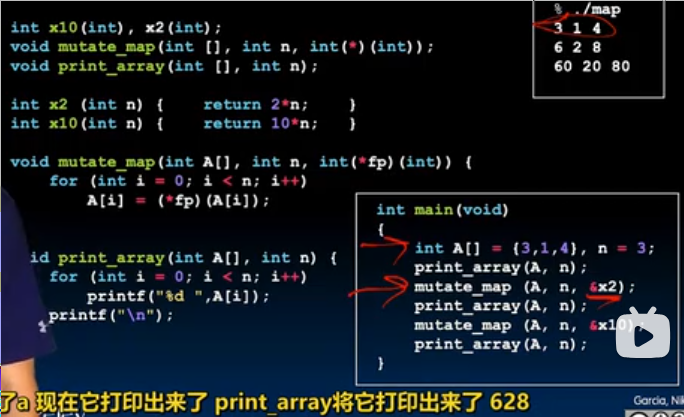 int x10(int), x2(int);
void mutate_map(int [], int n, int(*)(int));
void print_array(int [], int n);
int x2 (int n) { return 2*n; }
int x10(int n) { return 10*n; }
void mutate_map(int A[], int n, int(*fp)(int)) {
for (int i = 0; i < n; i++)
A[i] = (*fp)(A[i]);
id print_array(int A[], int n) {
for (int i = 0; i < n; i++)
printf("%d ",A[i]);
printf("\n");
% ./map
3 1 4
6 2 8
60 20 80
int main(void)
{
int A[] = {3,1,4}, n = 3;
print_array(A, n);
mutate_map (A, n, &x2);
print_array(A, n);
mutate_map (A, n, &x10);
print_array(A, n);
}
了a 现在它打印出来了 print_array将它打印出来了 628
Garcia, Nik